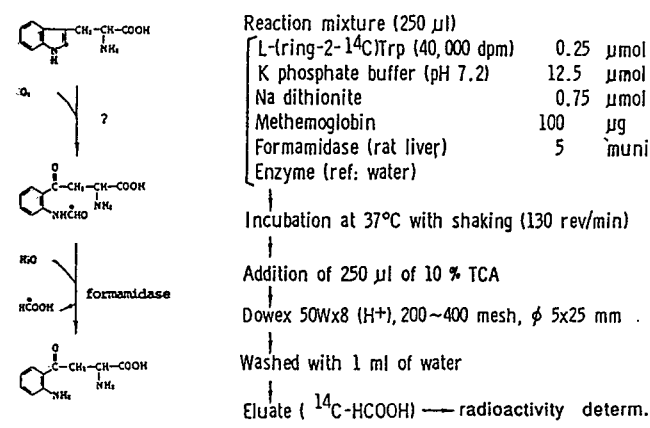 CH₂-CH-COOH
NH₂
N
H
O₂
?
O
C-CH₂-CH-COOH
NH₂
NHCHO
H₂O
HCOOH
formamidase
O
C-CH₂-CH-COOH
NH₂
NH₂
Reaction mixture (250 µl)
L-(ring-2-¹⁴C)Trp (40,000 dpm) 0.25 µmol
K phosphate buffer (pH 7.2) 12.5 µmol
Na dithionite 0.75 µmol
Methemoglobin 100 µg
Formamidase (rat liver) 5 muni
Enzyme (ref: water)
Incubation at 37°C with shaking (130 rev/min)
Addition of 250 µl of 10 % TCA
Dowex 50Wx8 (H+), 200~400 mesh, ϕ 5x25 mm .
Washed with 1 ml of water
Eluate ( ¹⁴C-HCOOH) → radioactivity determ.